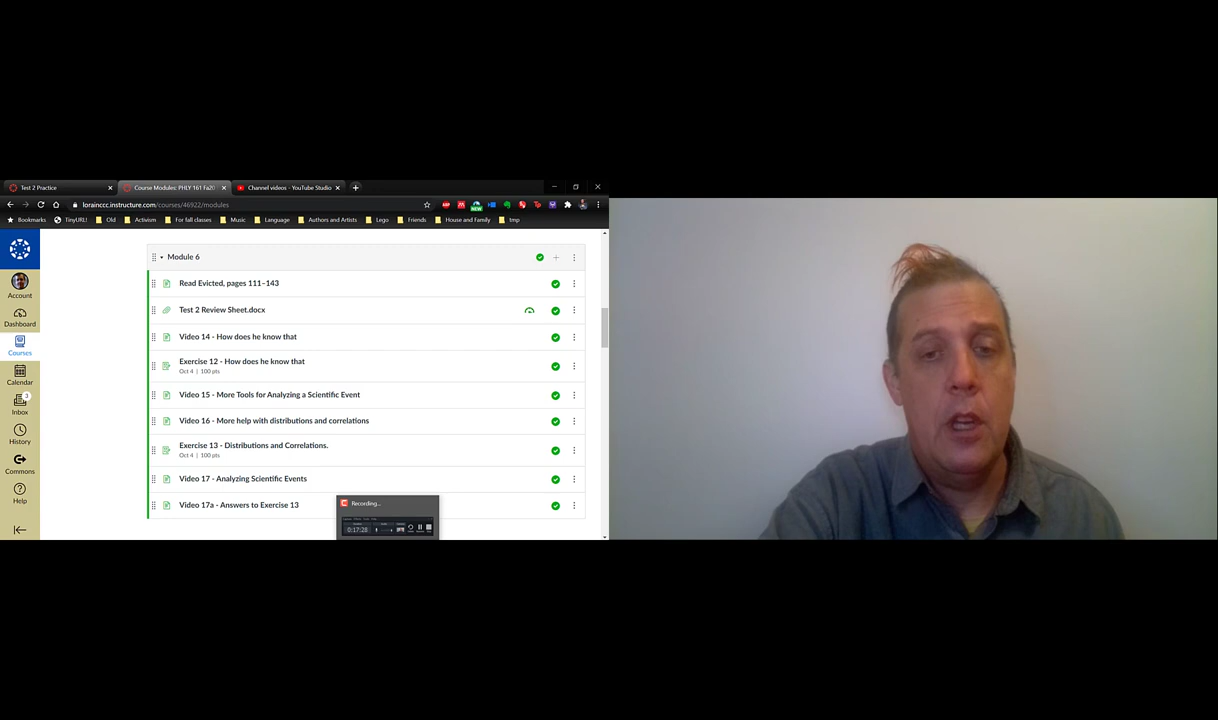 Test 2 Practice
Course Modules: PHLY 161 Fa20
Channel videos - YouTube Studio
lorainccc.instructure.com/courses/46922/modules
Bookmarks TinyURL! Old Activism For fall classes Music Language Authors and Artists Lego Friends House and Family tmp
Account
Dashboard
Courses
Calendar
3
Inbox
History
Commons
Help
Module 6
Read Evicted, pages 111–143
Test 2 Review Sheet.docx
Video 14 - How does he know that
Exercise 12 - How does he know that
Oct 4 | 100 pts
Video 15 - More Tools for Analyzing a Scientific Event
Video 16 - More help with distributions and correlations
Exercise 13 - Distributions and Correlations.
Oct 4 | 100 pts
Video 17 - Analyzing Scientific Events
Video 17a - Answers to Exercise 13
Recording...
0:17:28